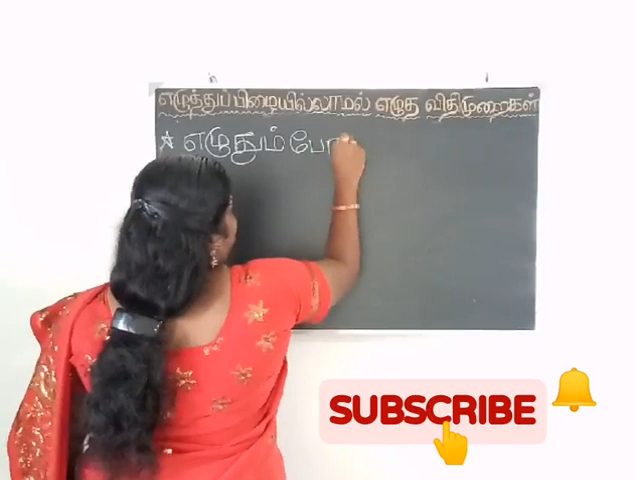 எழுத்துப்பிழையில்லாமல் எழுத விதிமுறைகள்
☆ எழுதும்போ
SUBSCRIBE